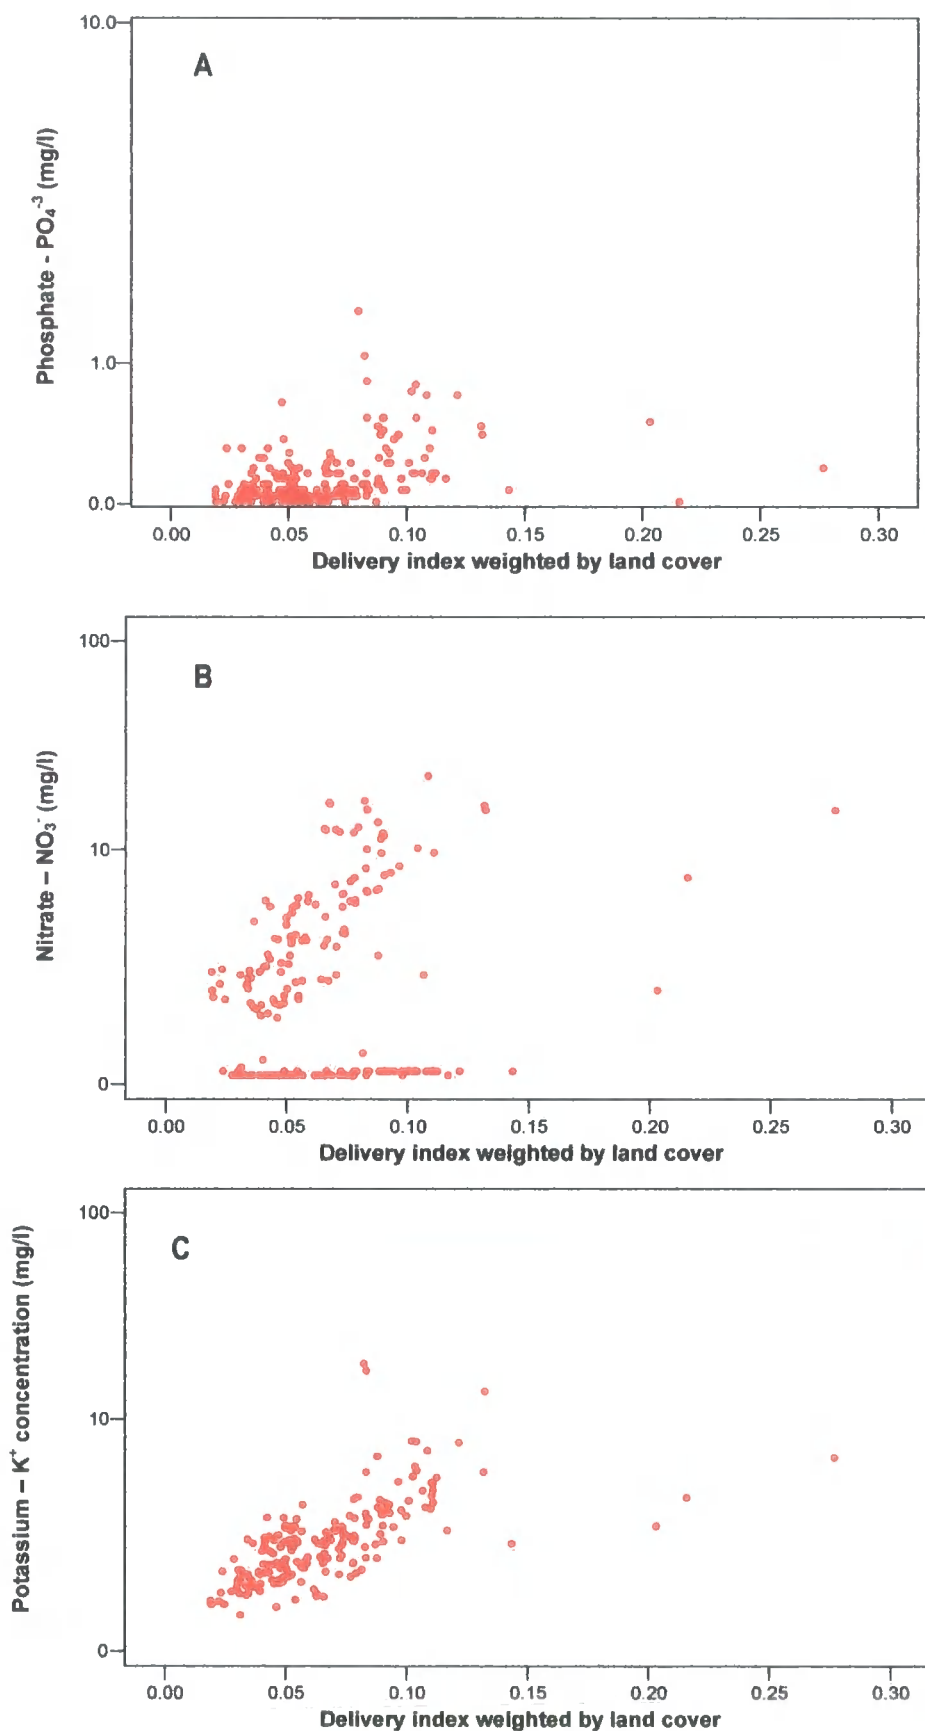 10.0
A
Phosphate - PO4-3 (mg/l)
1.0
0.0
0.00 0.05 0.10 0.15 0.20 0.25 0.30
Delivery index weighted by land cover
100
B
Nitrate – NO3- (mg/l)
10
0
0.00 0.05 0.10 0.15 0.20 0.25 0.30
Delivery index weighted by land cover
100
C
Potassium – K+ concentration (mg/l)
10
0
0.00 0.05 0.10 0.15 0.20 0.25 0.30
Delivery index weighted by land cover